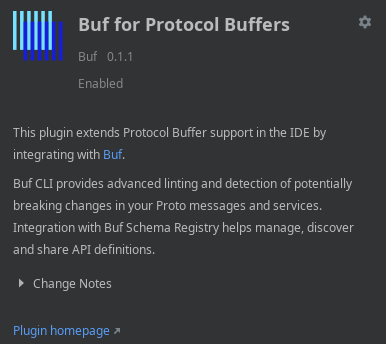 Buf for Protocol Buffers
Buf 0.1.1
Enabled
This plugin extends Protocol Buffer support in the IDE by
integrating with Buf.
Buf CLI provides advanced linting and detection of potentially
breaking changes in your Proto messages and services.
Integration with Buf Schema Registry helps manage, discover
and share API definitions.
Change Notes
Plugin homepage